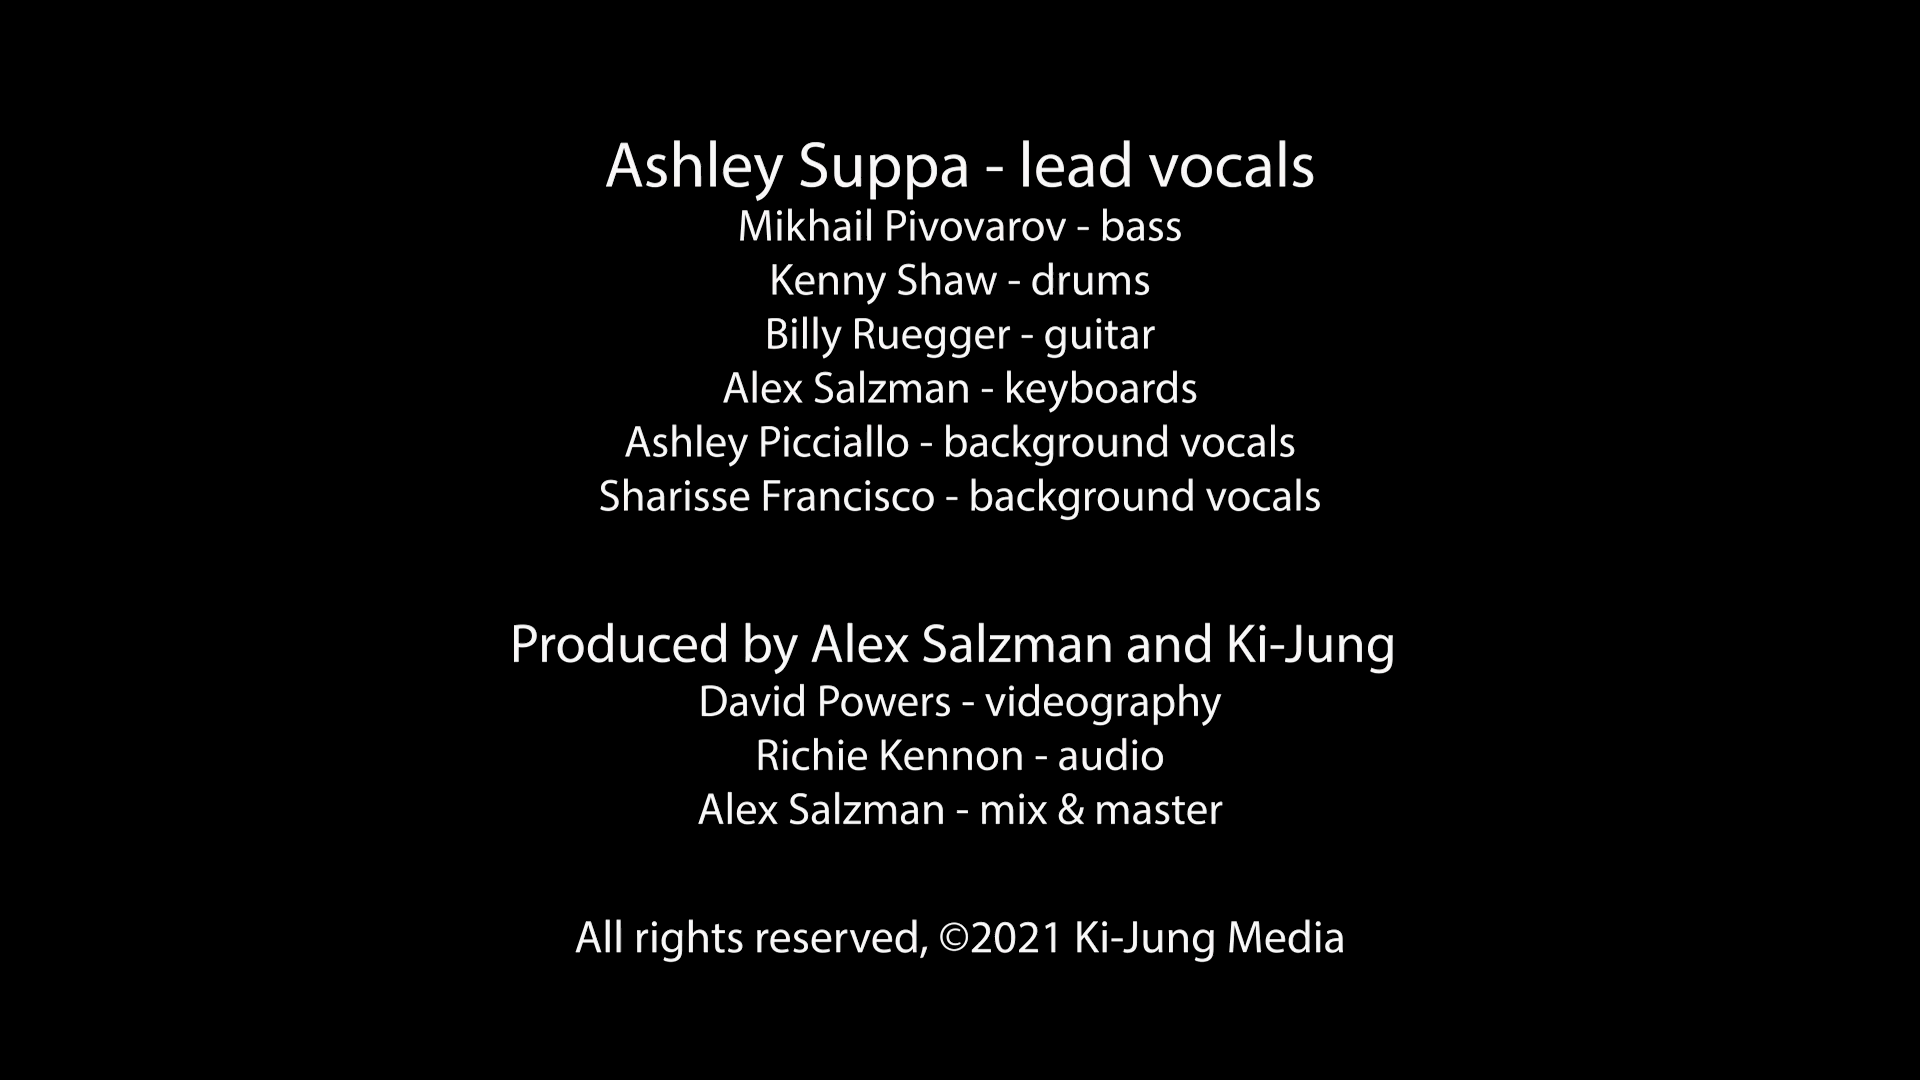 Ashley Suppa - lead vocals
Mikhail Pivovarov - bass
Kenny Shaw - drums
Billy Ruegger - guitar
Alex Salzman - keyboards
Ashley Picciallo - background vocals
Sharisse Francisco - background vocals
Produced by Alex Salzman and Ki-Jung
David Powers - videography
Richie Kennon - audio
Alex Salzman - mix & master
All rights reserved, ©2021 Ki-Jung Media